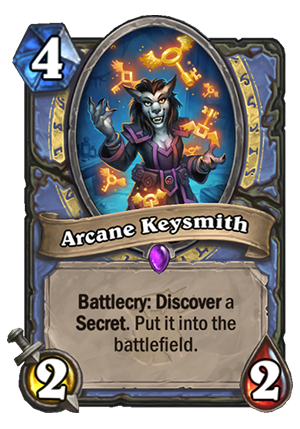 4
Arcane Keysmith
Battlecry: Discover a
Secret. Put it into the
battlefield.
2
2